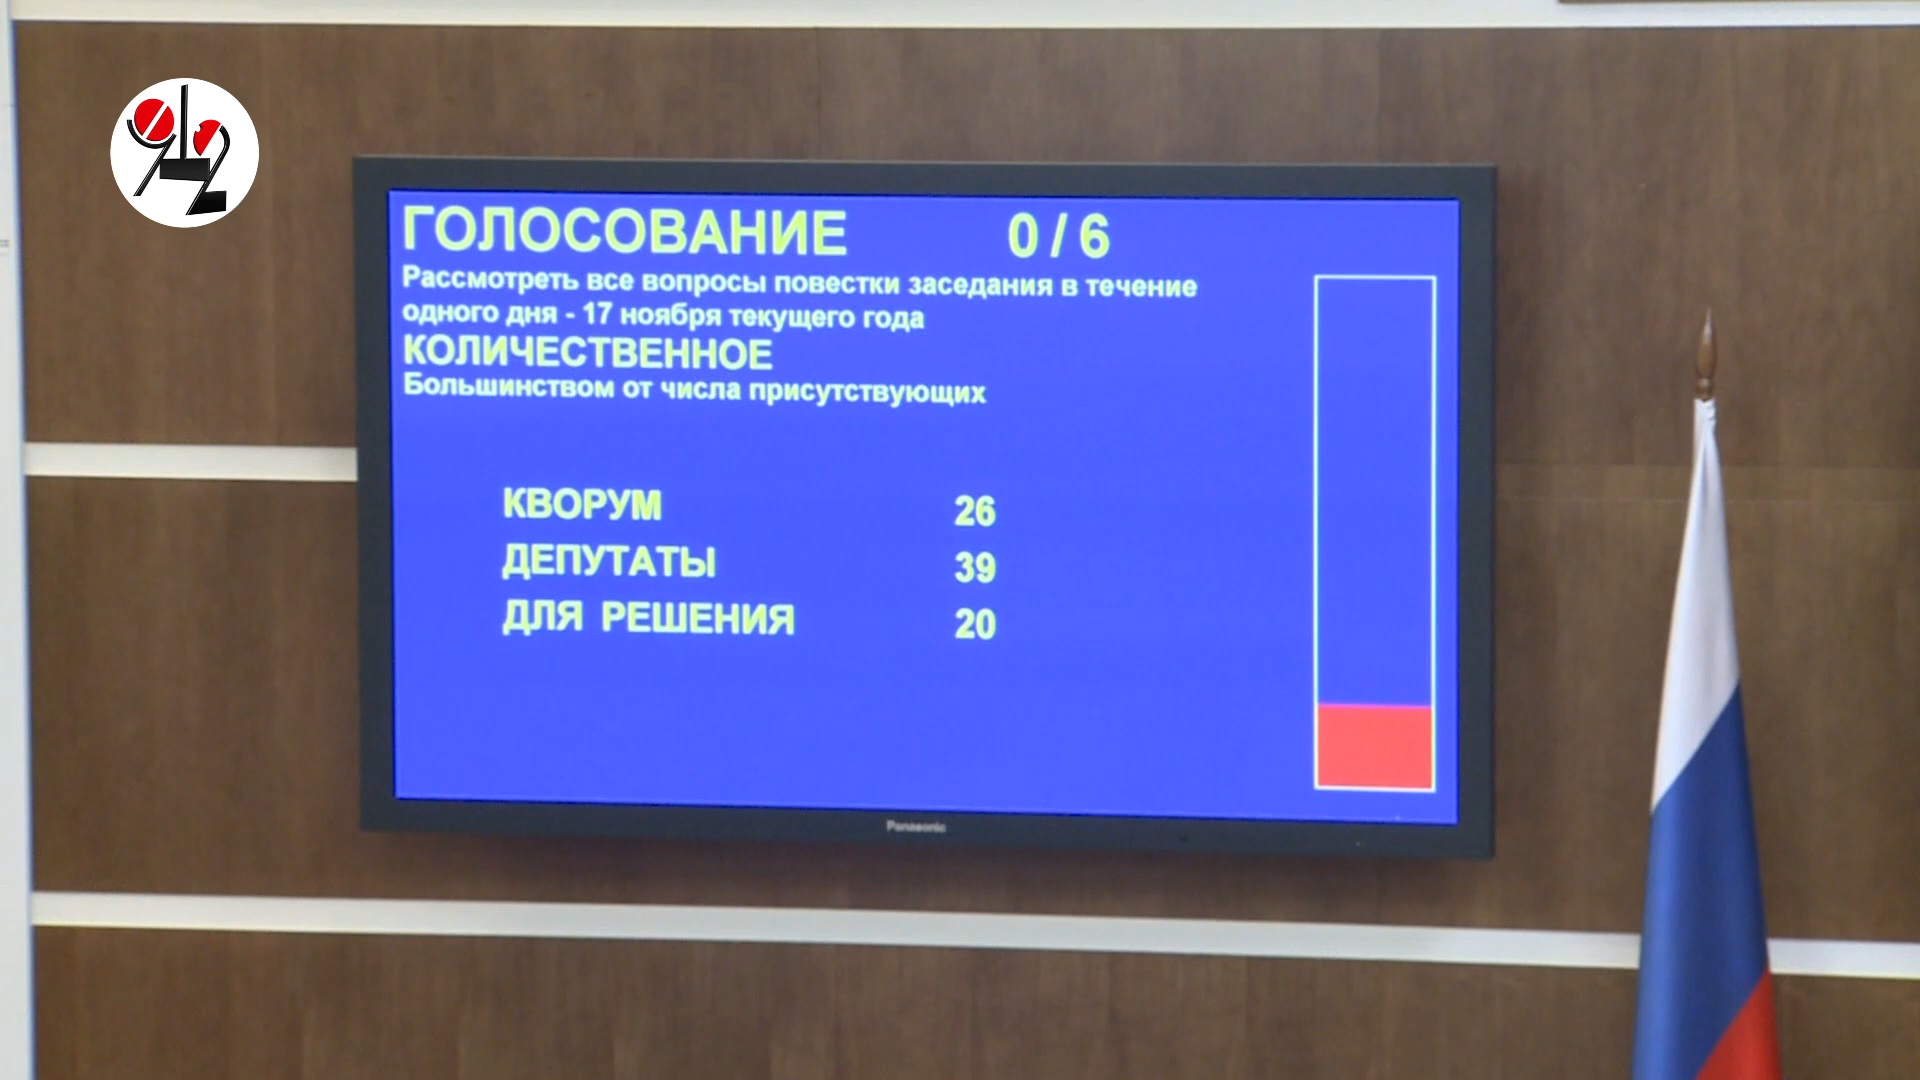 ГОЛОСОВАНИЕ 0 / 6
Рассмотреть все вопросы повестки заседания в течение
одного дня - 17 ноября текущего года
КОЛИЧЕСТВЕННОЕ
Большинством от числа присутствующих
КВОРУМ 26
ДЕПУТАТЫ 39
ДЛЯ РЕШЕНИЯ 20
Panasonic